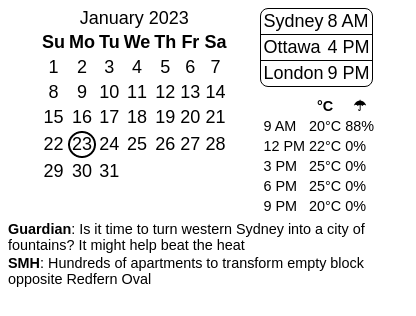 January 2023
Su Mo Tu We Th Fr Sa
1 2 3 4 5 6 7
8 9 10 11 12 13 14
15 16 17 18 19 20 21
22 23 24 25 26 27 28
29 30 31
Sydney 8 AM
Ottawa 4 PM
London 9 PM
°C ☂
9 AM 20°C 88%
12 PM 22°C 0%
3 PM 25°C 0%
6 PM 25°C 0%
9 PM 20°C 0%
Guardian: Is it time to turn western Sydney into a city of
fountains? It might help beat the heat
SMH: Hundreds of apartments to transform empty block
opposite Redfern Oval